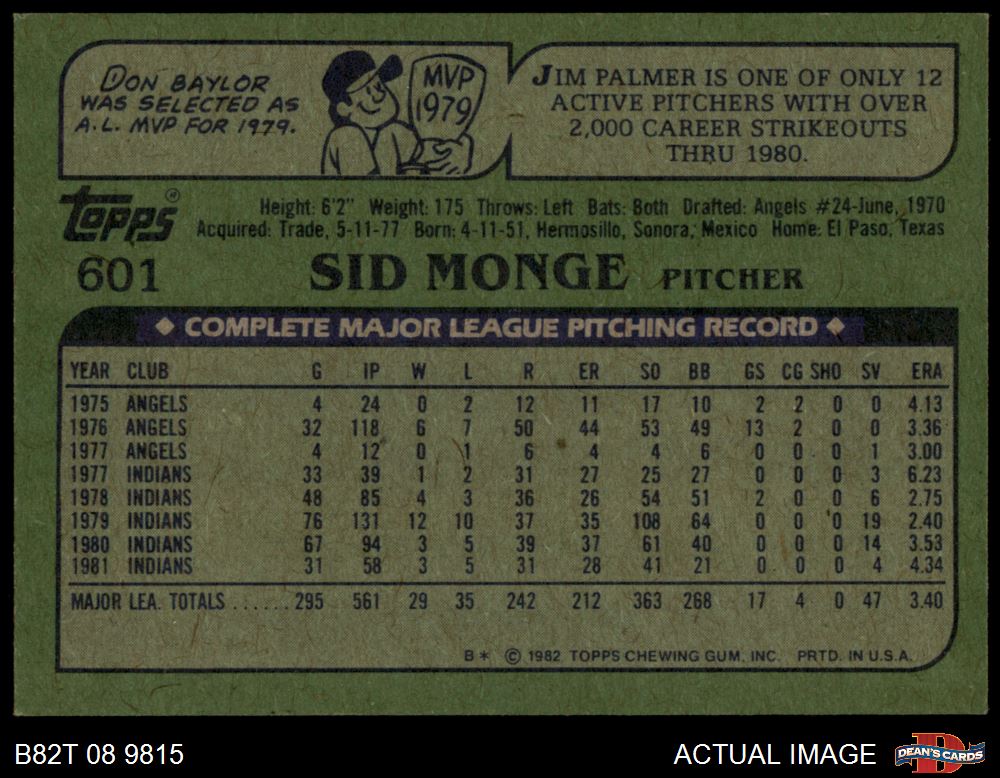 DON BAYLOR
WAS SELECTED AS
A.L. MVP FOR 1979.
MVP
1979
JIM PALMER IS ONE OF ONLY 12
ACTIVE PITCHERS WITH OVER
2,000 CAREER STRIKEOUTS
THRU 1980.
TOPPS®
Height: 6'2" Weight: 175 Throws: Left Bats: Both Drafted: Angels #24-June, 1970
Acquired: Trade, 5-11-77 Born: 4-11-51, Hermosillo, Sonora, Mexico Home: El Paso, Texas
601 SID MONGE PITCHER
◆ COMPLETE MAJOR LEAGUE PITCHING RECORD ◆
YEAR CLUB G IP W L R ER SO BB GS CG SHO SV ERA
1975 ANGELS 4 24 0 2 12 11 17 10 2 2 0 0 4.13
1976 ANGELS 32 118 6 7 50 44 53 49 13 2 0 0 3.36
1977 ANGELS 4 12 0 1 6 4 4 6 0 0 0 1 3.00
1977 INDIANS 33 39 1 2 31 27 25 27 0 0 0 3 6.23
1978 INDIANS 48 85 4 3 36 26 54 51 2 0 0 6 2.75
1979 INDIANS 76 131 12 10 37 35 108 64 0 0 0 19 2.40
1980 INDIANS 67 94 3 5 39 37 61 40 0 0 0 14 3.53
1981 INDIANS 31 58 3 5 31 28 41 21 0 0 0 4 4.34
MAJOR LEA. TOTALS ...... 295 561 29 35 242 212 363 268 17 4 0 47 3.40
B* © 1982 TOPPS CHEWING GUM, INC. PRTD. IN U.S.A.
B82T 08 9815
ACTUAL IMAGE
DEAN'S CARDS